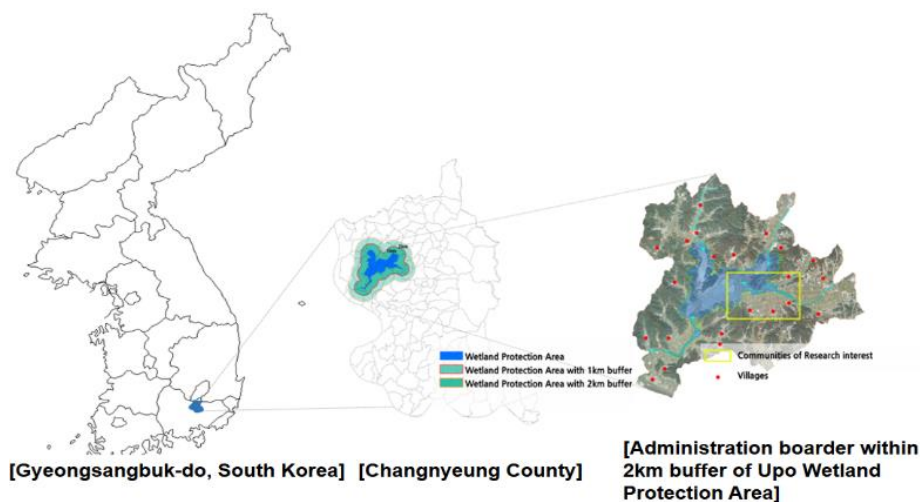 Wetland Protection Area
Wetland Protection Area with 1km buffer
Wetland Protection Area with 2km buffer
Communities of Research interest
Villages
[Gyeongsangbuk-do, South Korea]
[Changnyeung County]
[Administration boarder within
2km buffer of Upo Wetland
Protection Area]